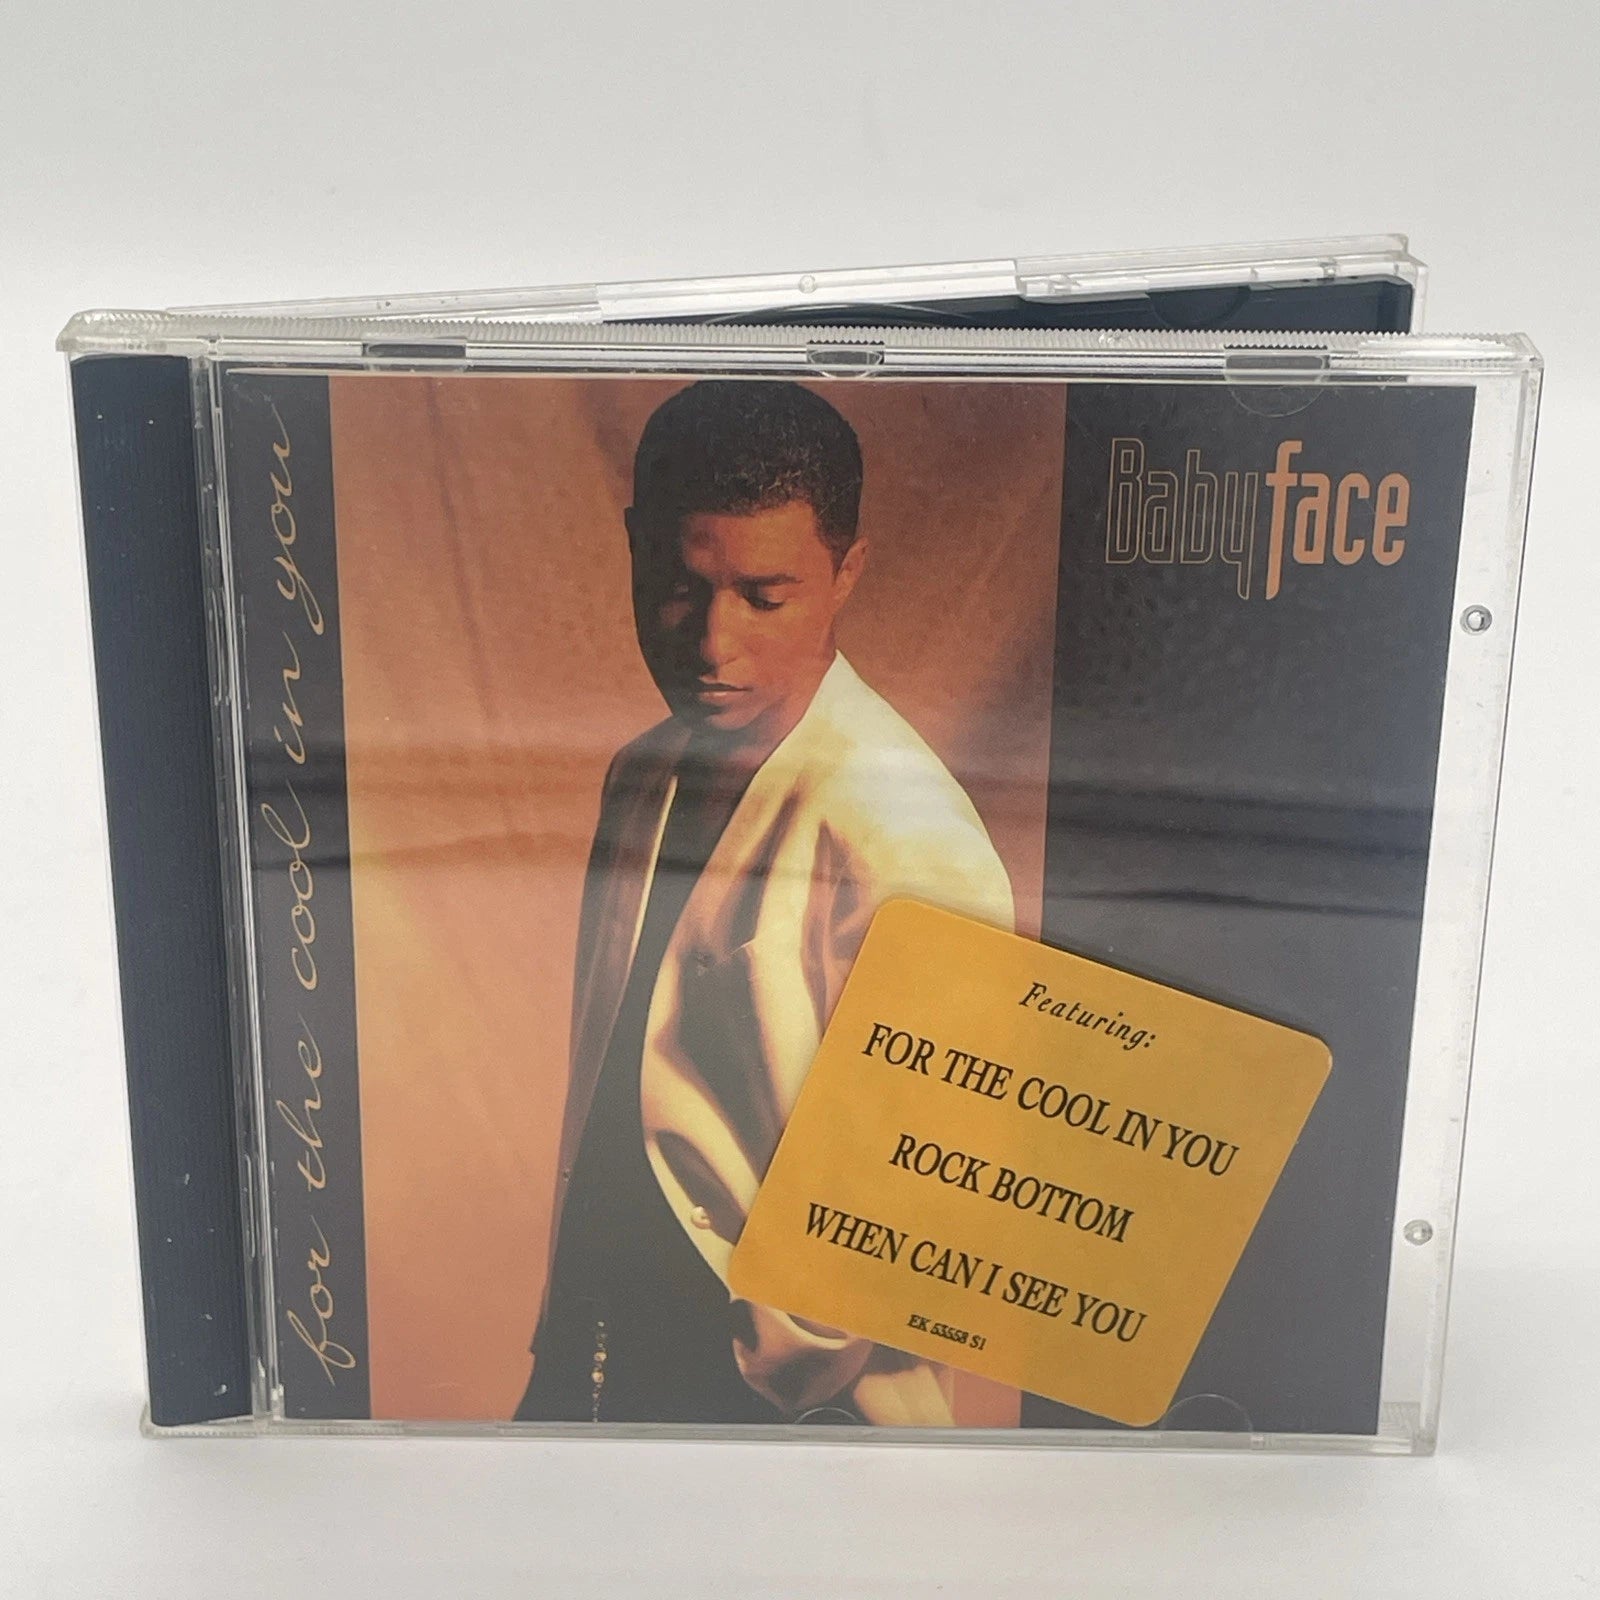 for the cool in you
Babyface
Featuring:
FOR THE COOL IN YOU
ROCK BOTTOM
WHEN CAN I SEE YOU
EK 53558 S1